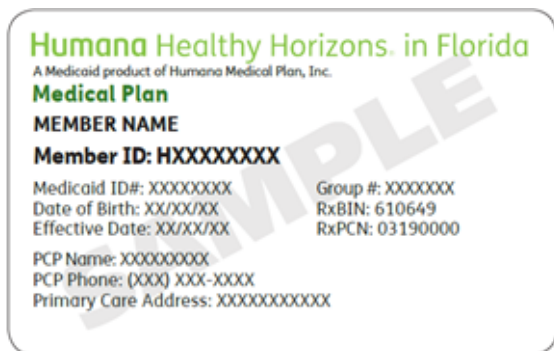 Humana Healthy Horizons® in Florida
A Medicaid product of Humana Medical Plan, Inc.
Medical Plan
MEMBER NAME
Member ID: HXXXXXXXX
Medicaid ID#: XXXXXXXX
Group #: XXXXXXX
Date of Birth: XX/XX/XX
RxBIN: 610649
Effective Date: XX/XX/XX
RxPCN: 03190000
PCP Name: XXXXXXXXX
PCP Phone: (XXX) XXX-XXXX
Primary Care Address: XXXXXXXXXXX
SAMPLE